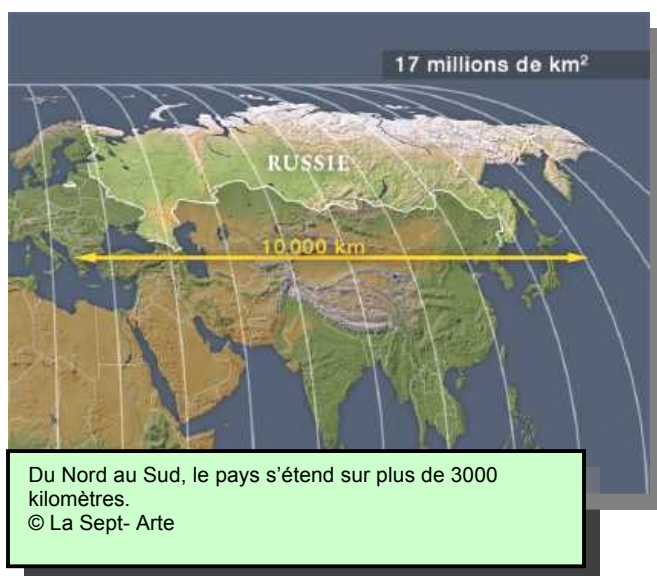 17 millions de km²
RUSSIE
10 000 km
Du Nord au Sud, le pays s’étend sur plus de 3000
kilomètres.
© La Sept- Arte